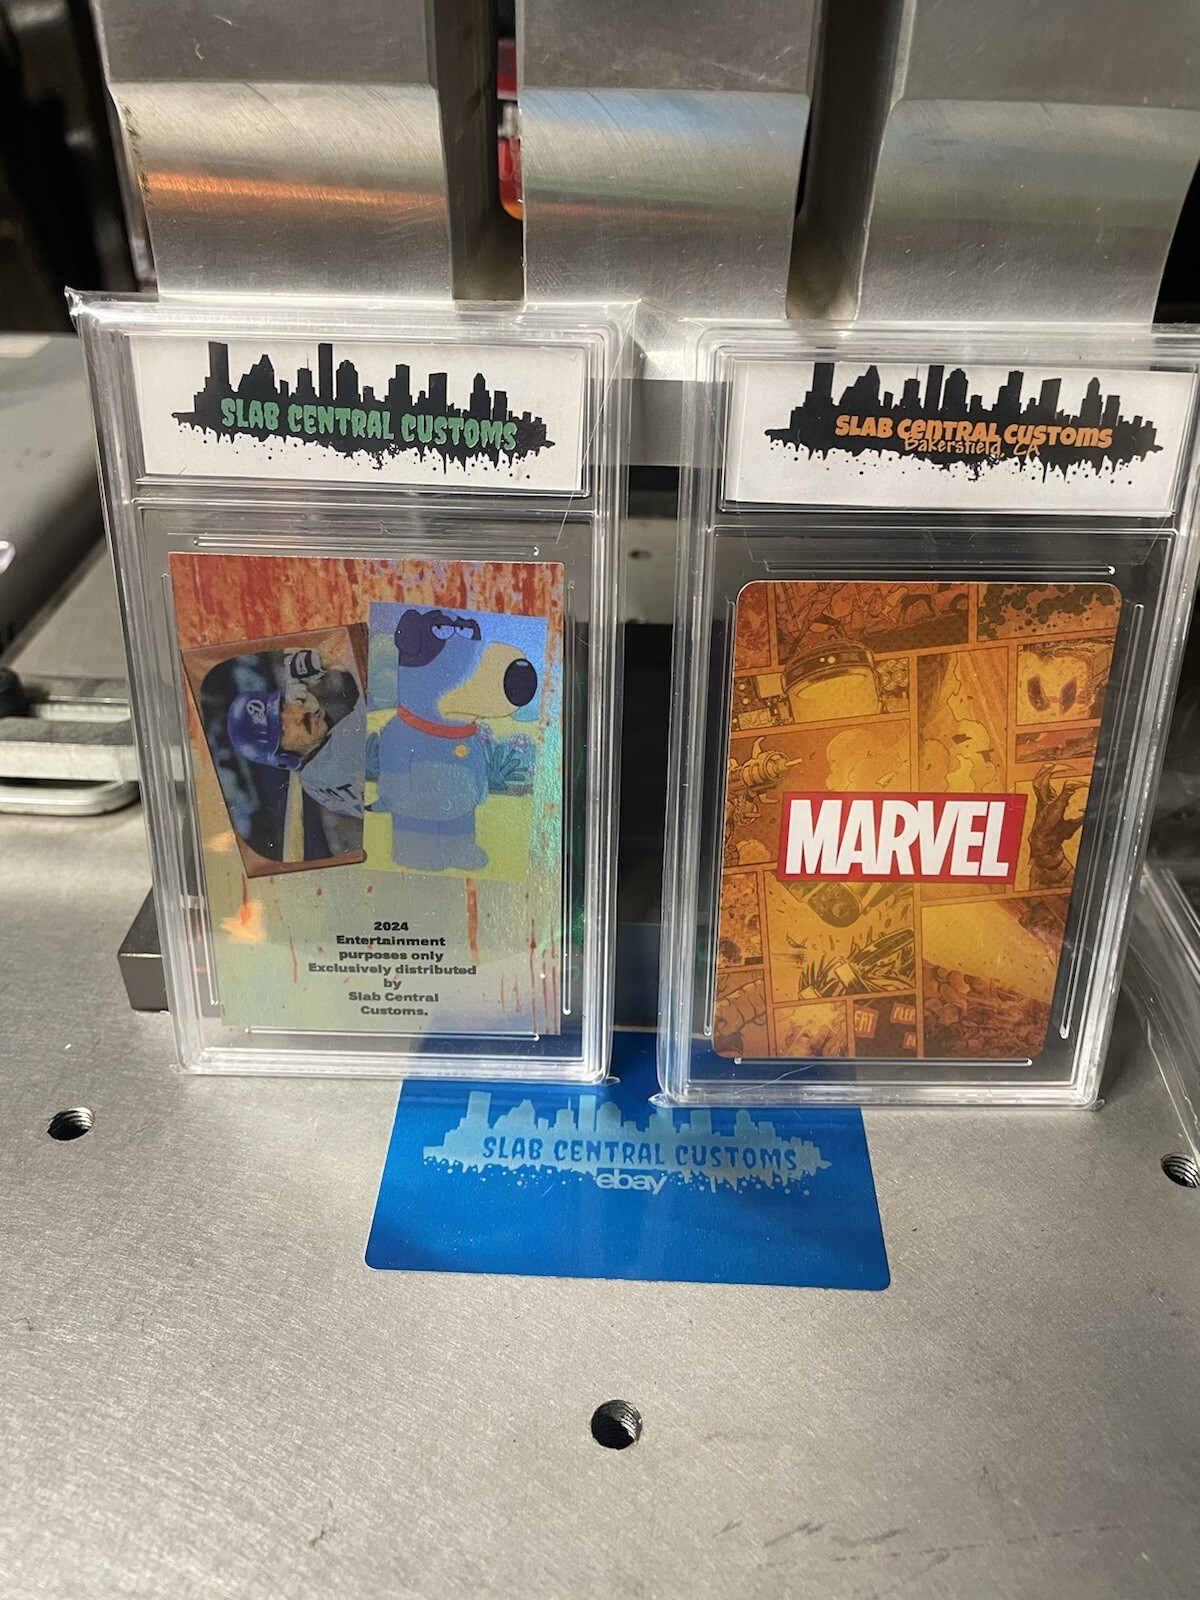 SLAB CENTRAL CUSTOMS
2024
Entertainment
purposes only
Exclusively distributed
by
Slab Central
Customs.
SLAB CENTRAL CUSTOMS
Bakersfield, CA
MARVEL
SLAB CENTRAL CUSTOMS
ebay